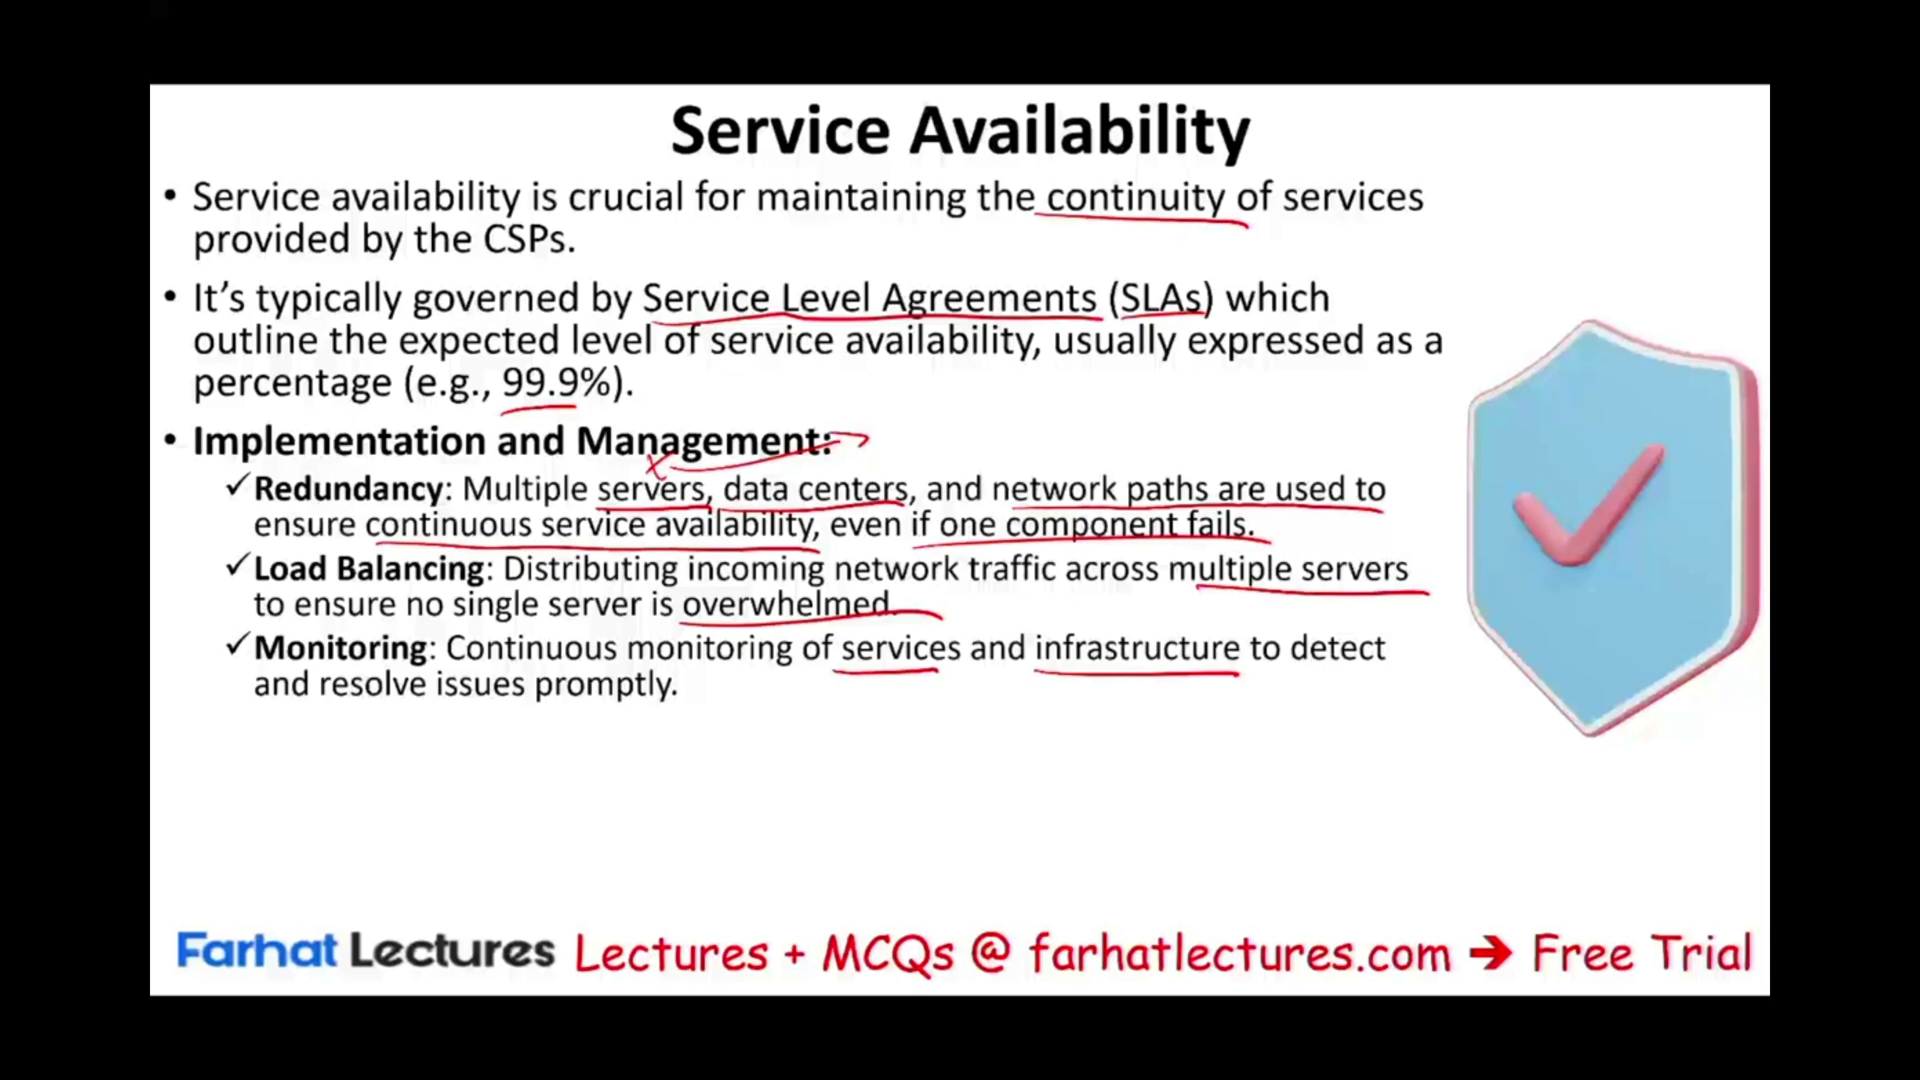 Service Availability
• Service availability is crucial for maintaining the continuity of services
provided by the CSPs.
• It’s typically governed by Service Level Agreements (SLAs) which
outline the expected level of service availability, usually expressed as a
percentage (e.g., 99.9%).
• Implementation and Management:
✓Redundancy: Multiple servers, data centers, and network paths are used to
ensure continuous service availability, even if one component fails.
✓Load Balancing: Distributing incoming network traffic across multiple servers
to ensure no single server is overwhelmed.
✓Monitoring: Continuous monitoring of services and infrastructure to detect
and resolve issues promptly.
Farhat Lectures Lectures + MCQs @ farhatlectures.com ➔ Free Trial